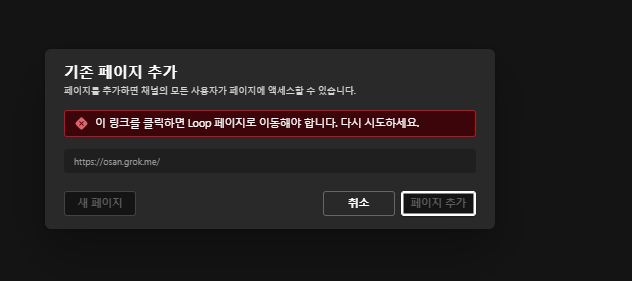 기존 페이지 추가
페이지를 추가하면 채널의 모든 사용자가 페이지에 액세스할 수 있습니다.
이 링크를 클릭하면 Loop 페이지로 이동해야 합니다. 다시 시도하세요.
https://osan.grok.me/
새 페이지
취소
페이지 추가